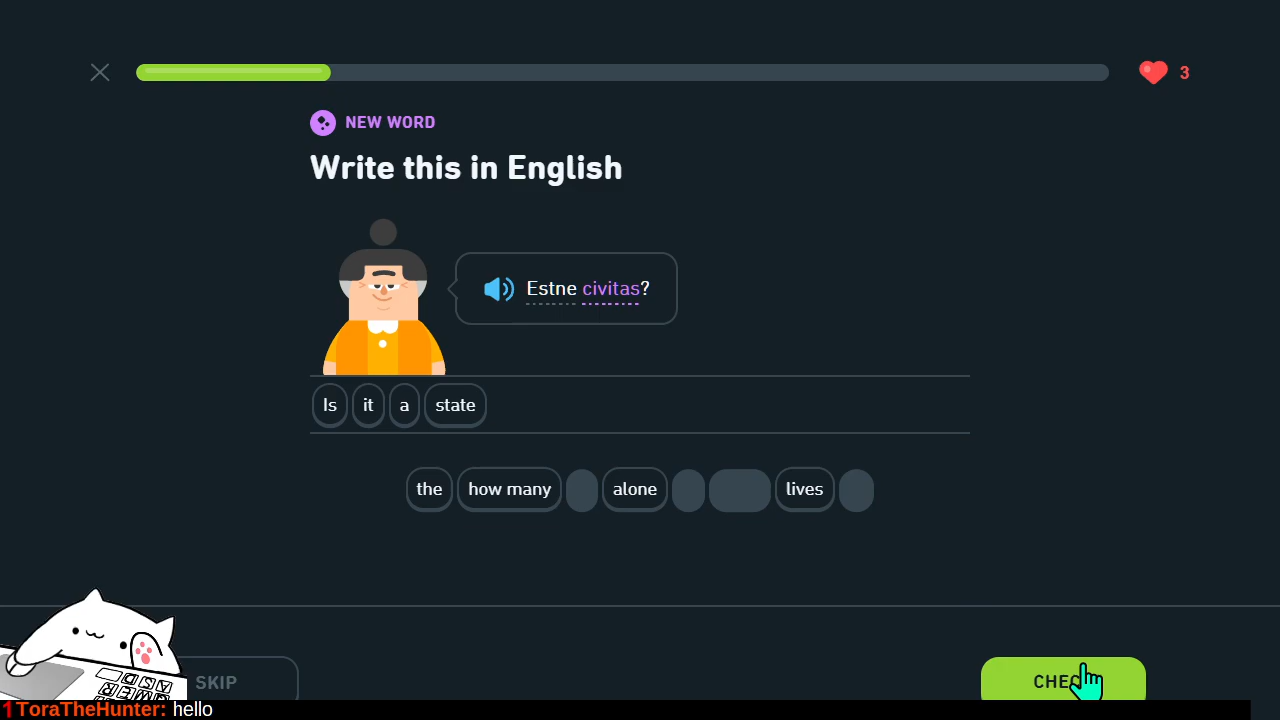 3
NEW WORD
Write this in English
Estne civitas?
Is it a state
the how many alone lives
SKIP
1 ToraTheHunter: hello